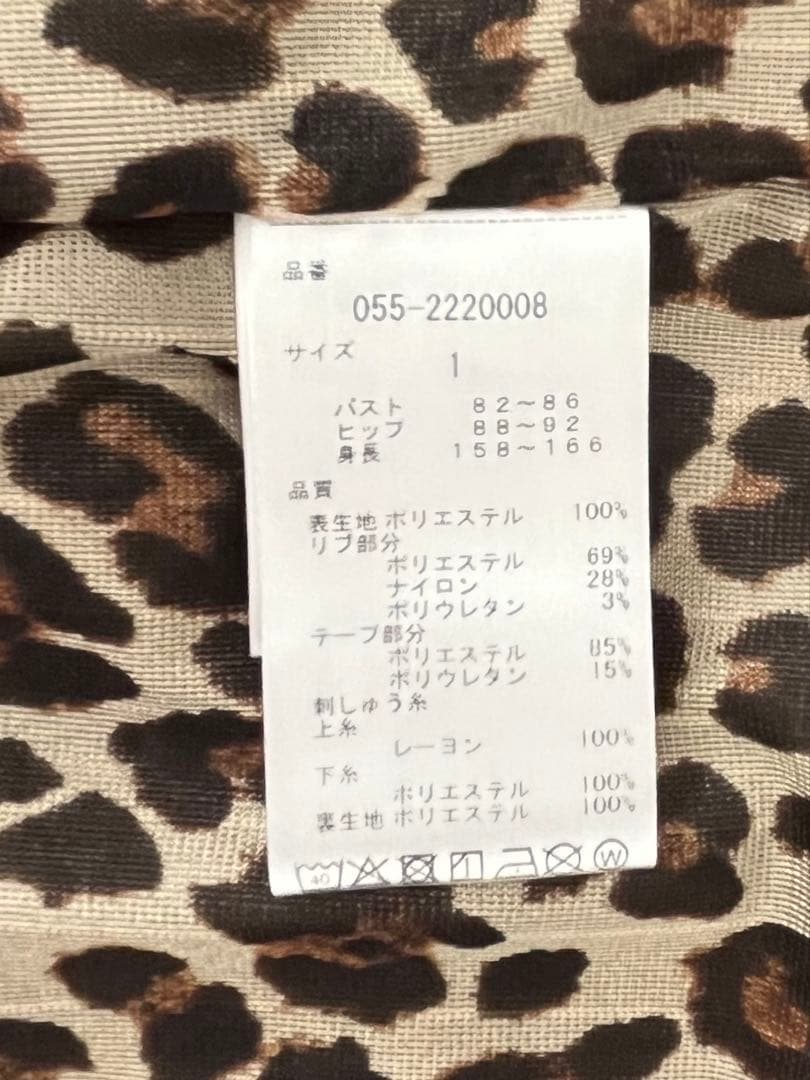 品番
055-2220008
サイズ
1
バスト 82～86
ヒップ 88～92
身長 158～166
品質
表生地 ポリエステル 100%
リブ部分
ポリエステル 69%
ナイロン 28%
ポリウレタン 3%
テープ部分
ポリエステル 85%
ポリウレタン 15%
刺しゅう糸
上糸
レーヨン 100%
下糸
ポリエステル 100%
裏生地 ポリエステル 100%
40 W